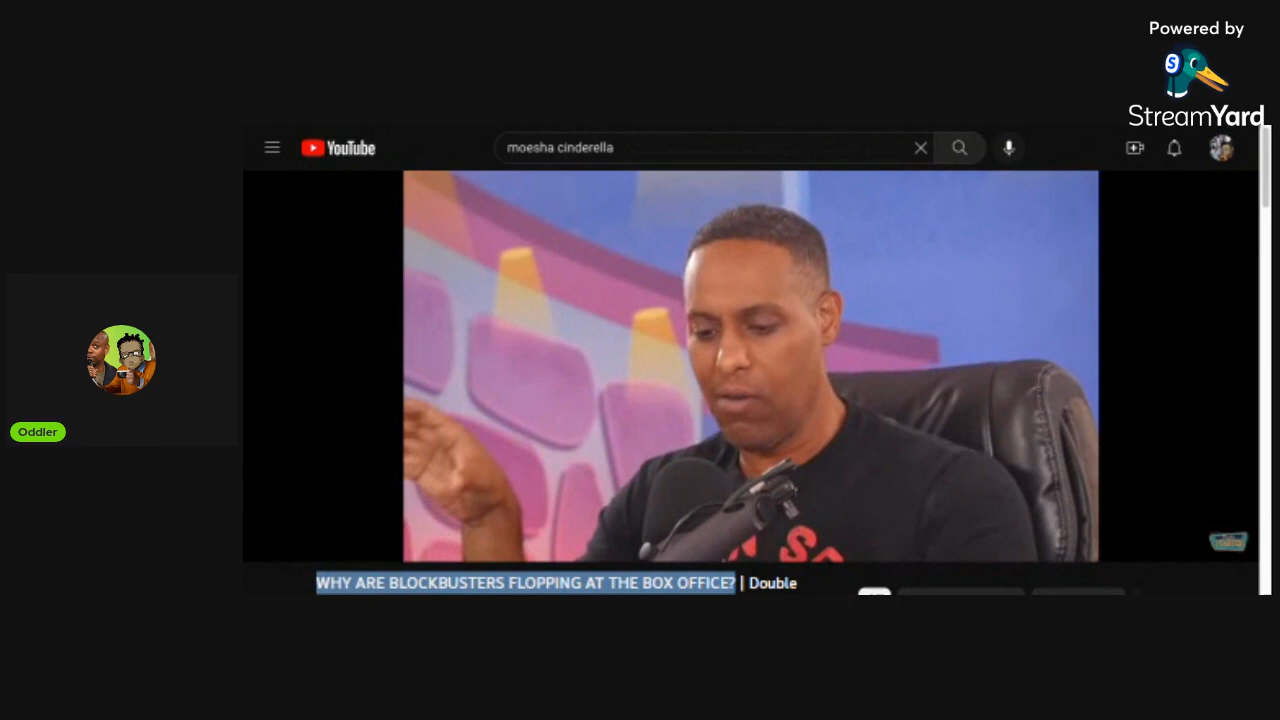 Powered by
S
StreamYard
YouTube
moesha cinderella
Oddler
WHY ARE BLOCKBUSTERS FLOPPING AT THE BOX OFFICE? | Double